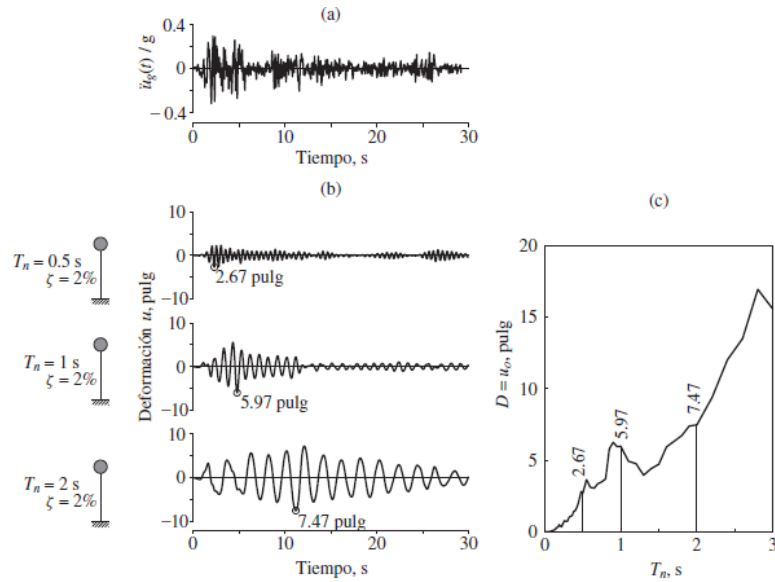 (a)
0.4
0
−0.4
ü_g(t) / g
0 10 20 30
Tiempo, s
(b)
T_n = 0.5 s
ζ = 2%
10
0
−10
2.67 pulg
T_n = 1 s
ζ = 2%
10
0
−10
5.97 pulg
T_n = 2 s
ζ = 2%
10
0
−10
7.47 pulg
Deformación u, pulg
0 10 20 30
Tiempo, s
(c)
20
15
10
5
0
D = u_o, pulg
2.67
5.97
7.47
0 1 2 3
T_n, s